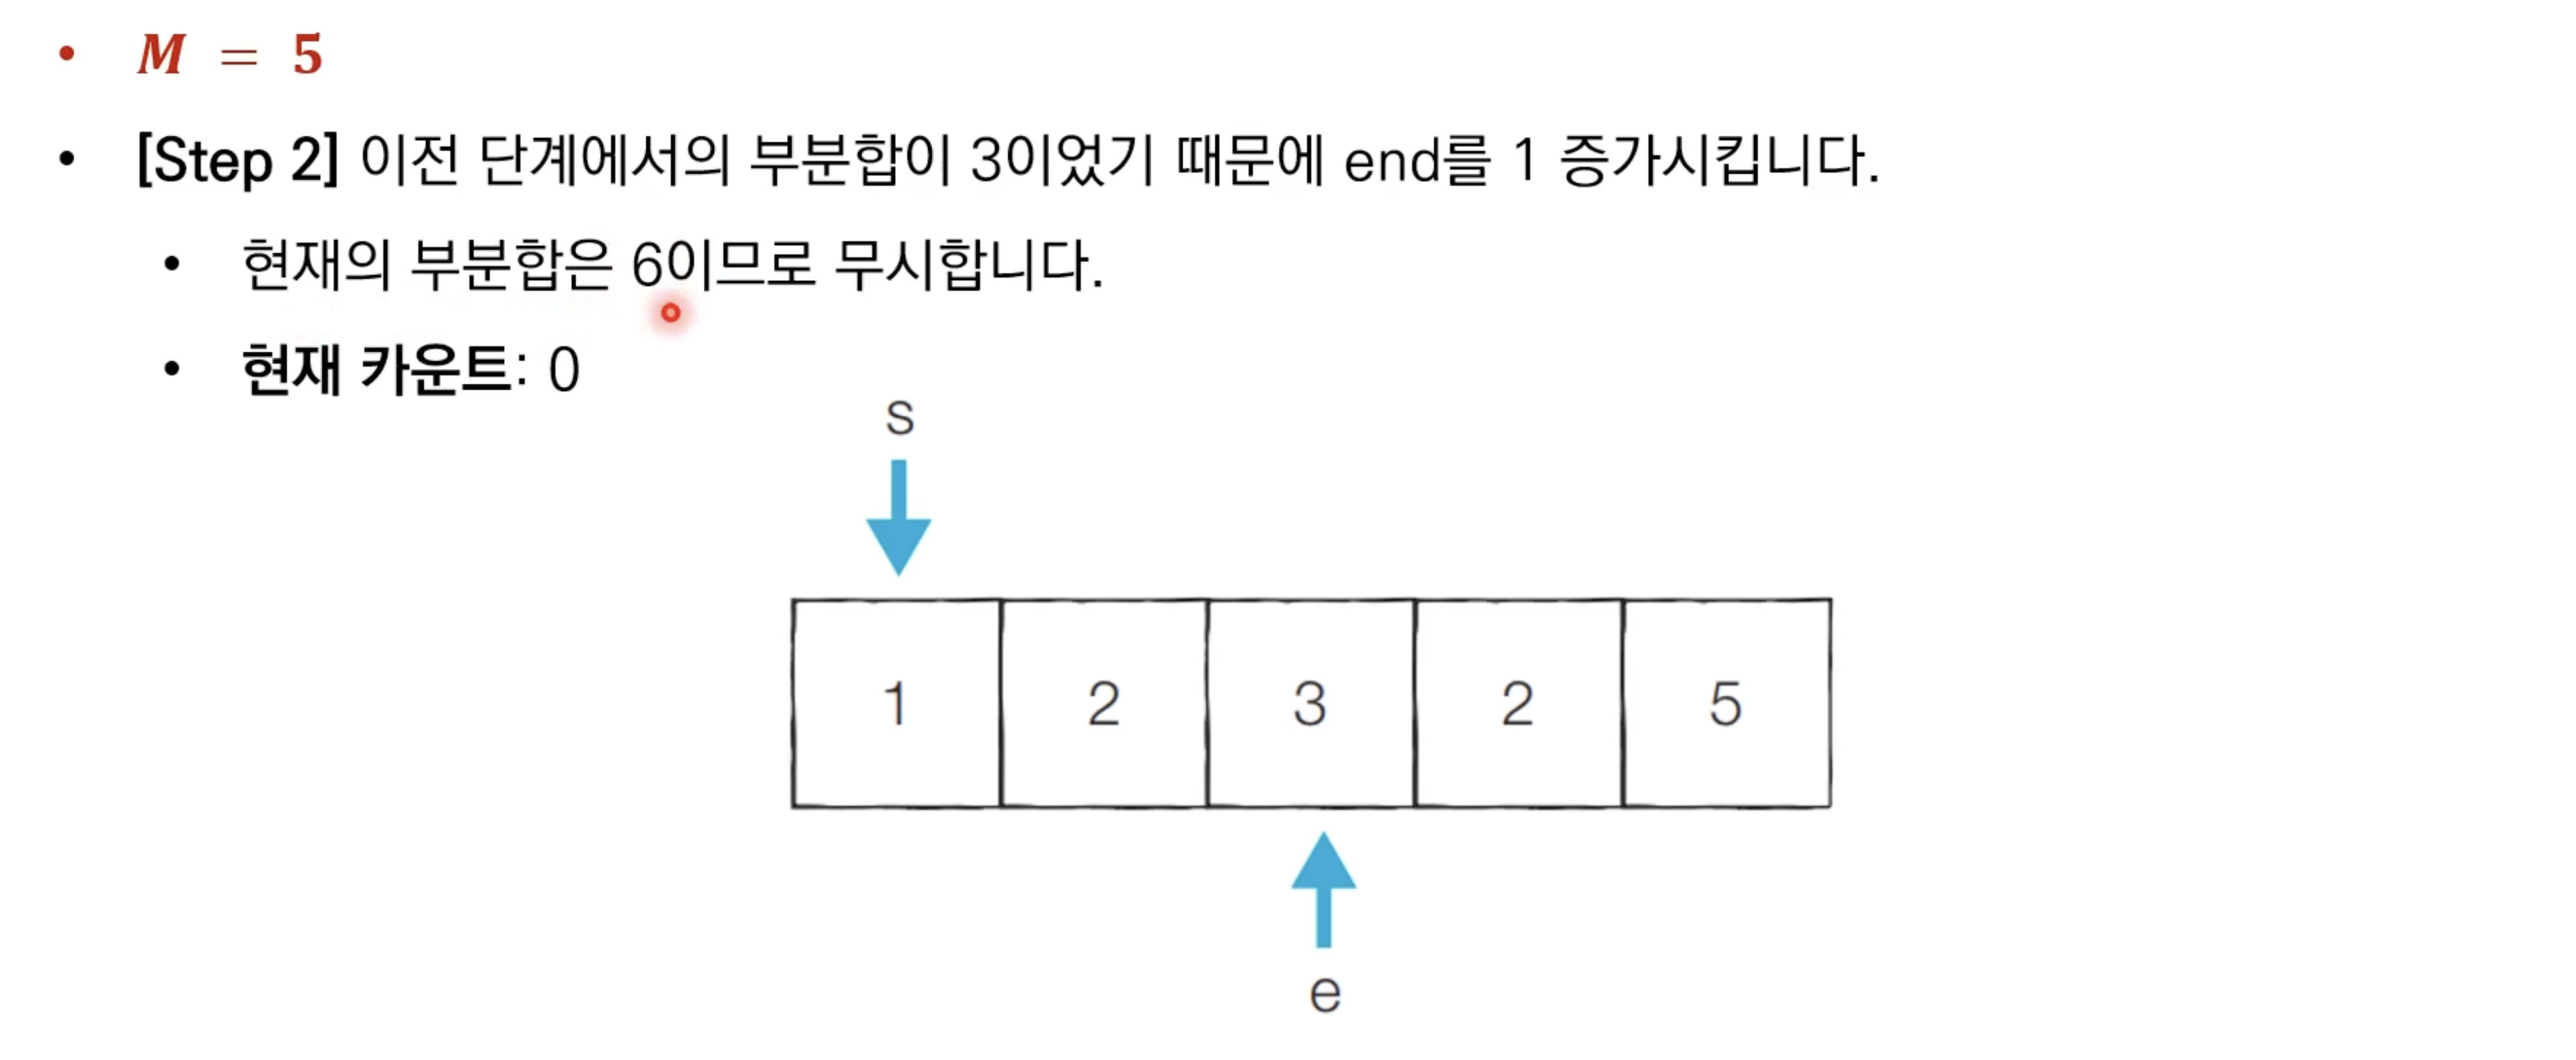 • M = 5
• [Step 2] 이전 단계에서의 부분합이 3이었기 때문에 end를 1 증가시킵니다.
• 현재의 부분합은 6이므로 무시합니다.
• 현재 카운트: 0
s
1 2 3 2 5
e